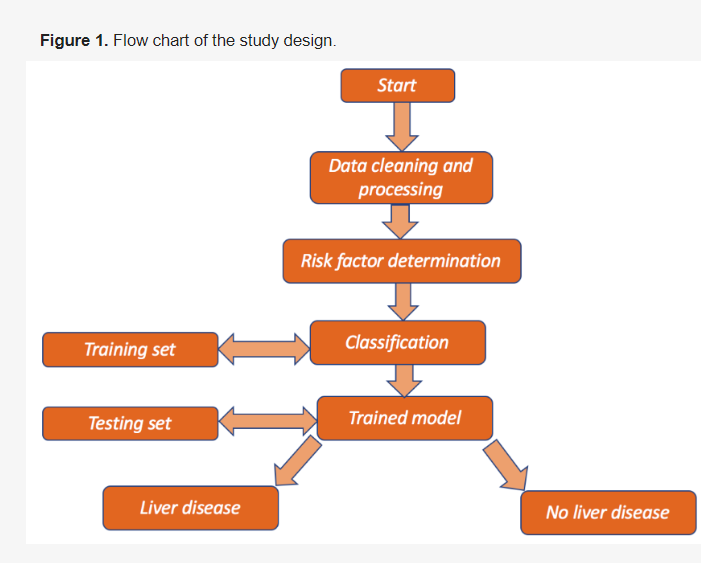 Figure 1. Flow chart of the study design.
Start
Data cleaning and
processing
Risk factor determination
Classification
Training set
Trained model
Testing set
Liver disease
No liver disease